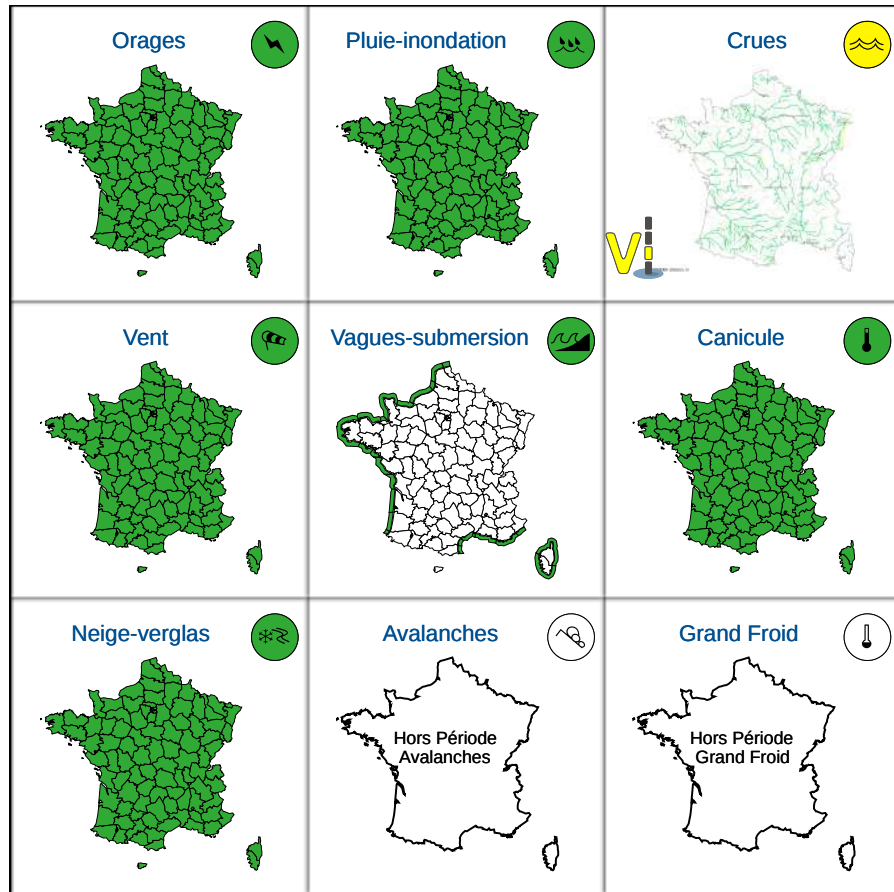 Orages
Pluie-inondation
Crues
Vi
Vent
Vagues-submersion
Canicule
Neige-verglas
Avalanches
Hors Période
Avalanches
Grand Froid
Hors Période
Grand Froid